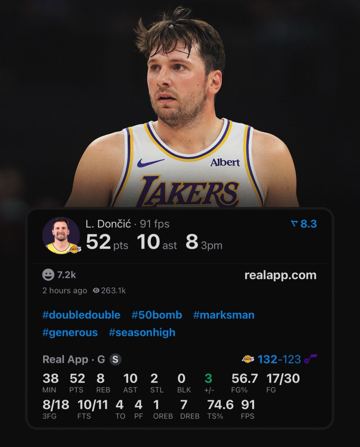 Albert
LAKERS
L. Dončić · 91 fps
8.3
52 pts 10 ast 8 3pm
7.2k
realapp.com
2 hours ago 263.1k
#doubledouble #50bomb #marksman
#generous #seasonhigh
Real App · G S
132-123
38 52 8 10 2 0 3 56.7 17/30
MIN PTS REB AST STL BLK +/- FG% FG
8/18 10/11 4 4 1 7 74.6 91
3FG FTS TO PF OREB DREB TS% FPS